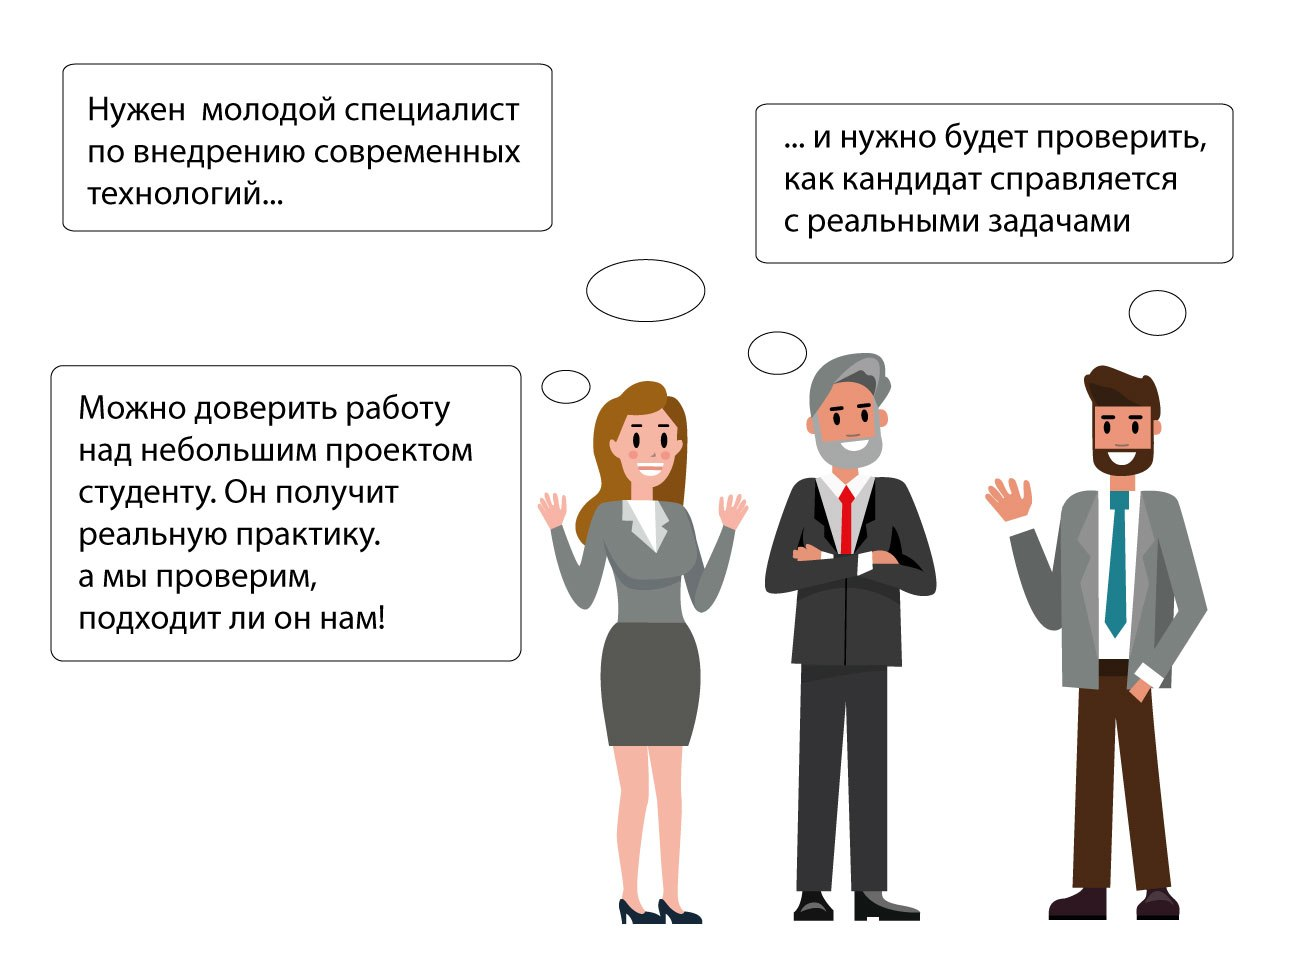 Нужен молодой специалист
по внедрению современных
технологий...
... и нужно будет проверить,
как кандидат справляется
с реальными задачами
Можно доверить работу
над небольшим проектом
студенту. Он получит
реальную практику.
а мы проверим,
подходит ли он нам!